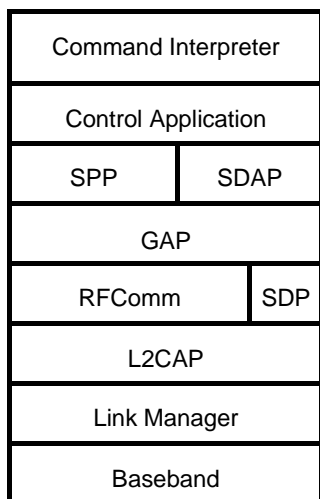 Command Interpreter
Control Application
SPP SDAP
GAP
RFComm SDP
L2CAP
Link Manager
Baseband